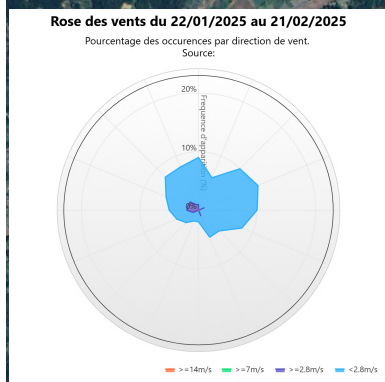 Rose des vents du 22/01/2025 au 21/02/2025
Pourcentage des occurences par direction de vent.
Source:
20%
10%
Frequence d'apparition (%)
>=14m/s >=7m/s >=2.8m/s <2.8m/s